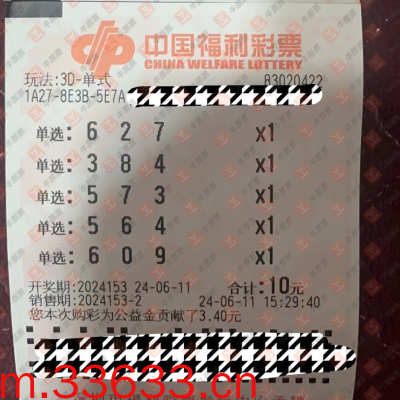 中国福利彩票
CHINA WELFARE LOTTERY
玩法:3D-单式 83020422
1A27-8E3B-5E7A
单选: 6 2 7 x1
单选: 3 8 4 x1
单选: 5 7 3 x1
单选: 5 6 4 x1
单选: 6 0 9 x1
开奖期:2024153 24-06-11 合计:10元
销售期:2024153-2 24-06-11 15:29:40
您本次购彩为公益金贡献了3.40元
m.33633.cn